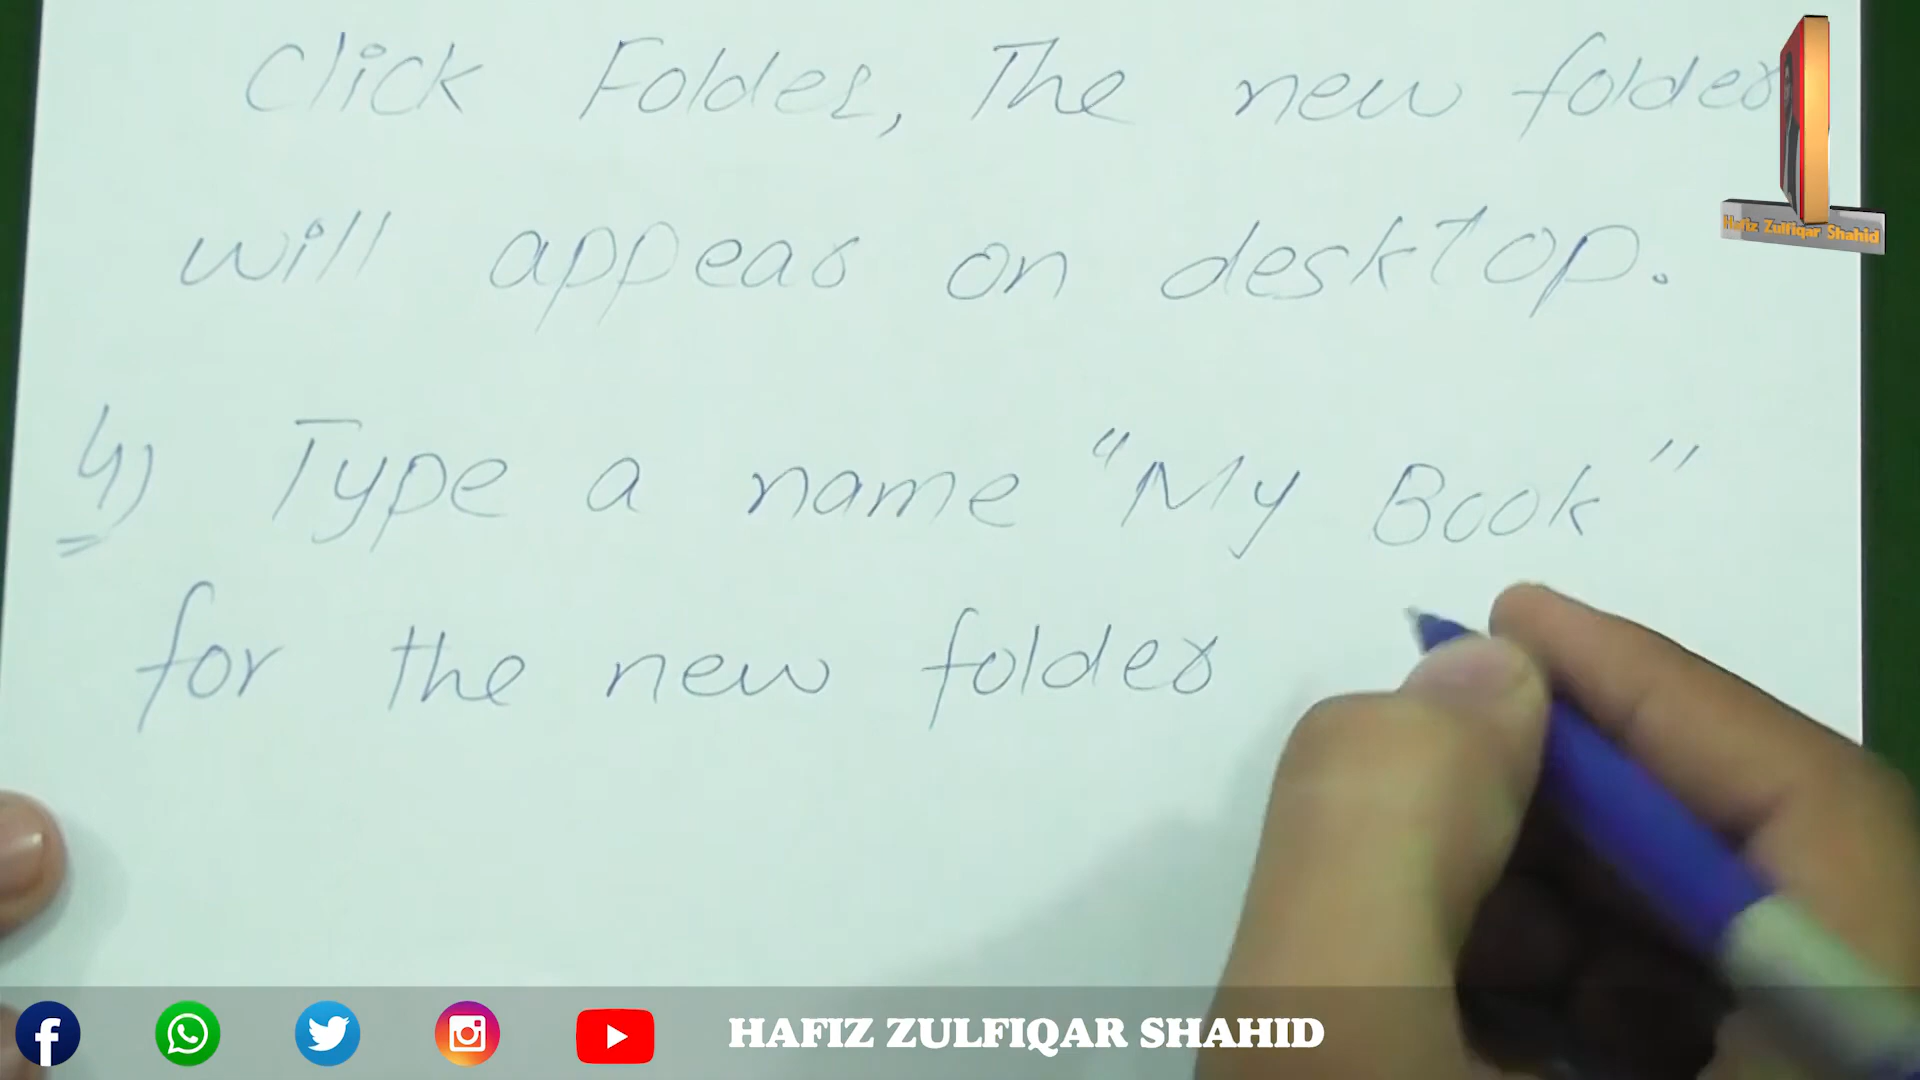 Click Folder, The new folder
Hafiz Zulfiqar Shahid
will appear on desktop.
4) Type a name "My Book"
for the new folder
HAFIZ ZULFIQAR SHAHID